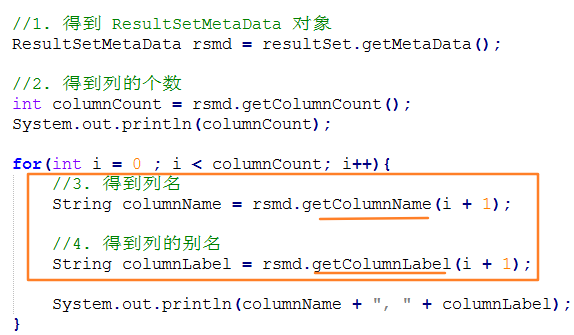 //1. 得到 ResultSetMetaData 对象
ResultSetMetaData rsmd = resultSet.getMetaData();
//2. 得到列的个数
int columnCount = rsmd.getColumnCount();
System.out.println(columnCount);
for(int i = 0 ; i < columnCount; i++){
//3. 得到列名
String columnName = rsmd.getColumnName(i + 1);
//4. 得到列的别名
String columnLabel = rsmd.getColumnLabel(i + 1);
System.out.println(columnName + ", " + columnLabel);
}